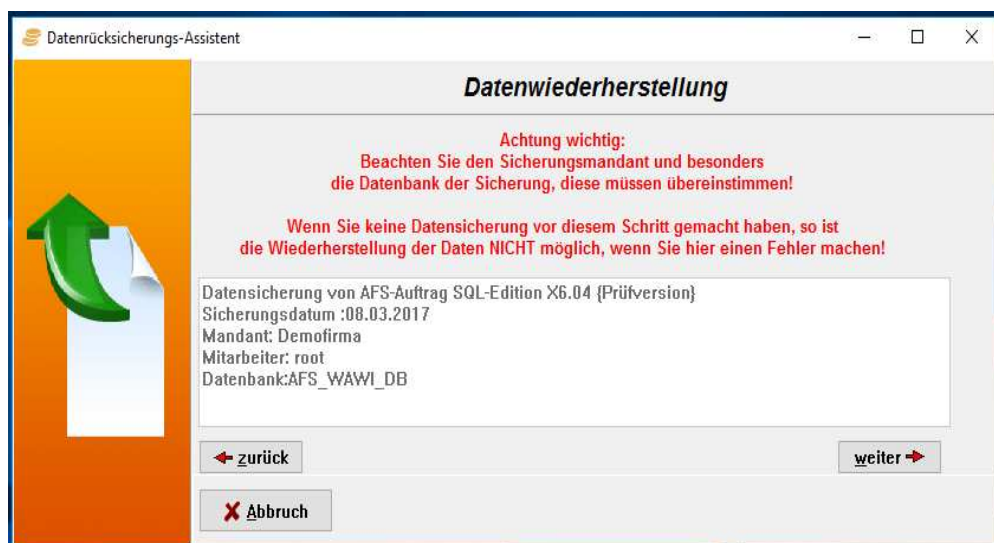 Datenrücksicherungs-Assistent
Datenwiederherstellung
Achtung wichtig:
Beachten Sie den Sicherungsmandant und besonders
die Datenbank der Sicherung, diese müssen übereinstimmen!
Wenn Sie keine Datensicherung vor diesem Schritt gemacht haben, so ist
die Wiederherstellung der Daten NICHT möglich, wenn Sie hier einen Fehler machen!
Datensicherung von AFS-Auftrag SQL-Edition X6.04 {Prüfversion}
Sicherungsdatum :08.03.2017
Mandant: Demofirma
Mitarbeiter: root
Datenbank:AFS_WAWI_DB
zurück
weiter
Abbruch